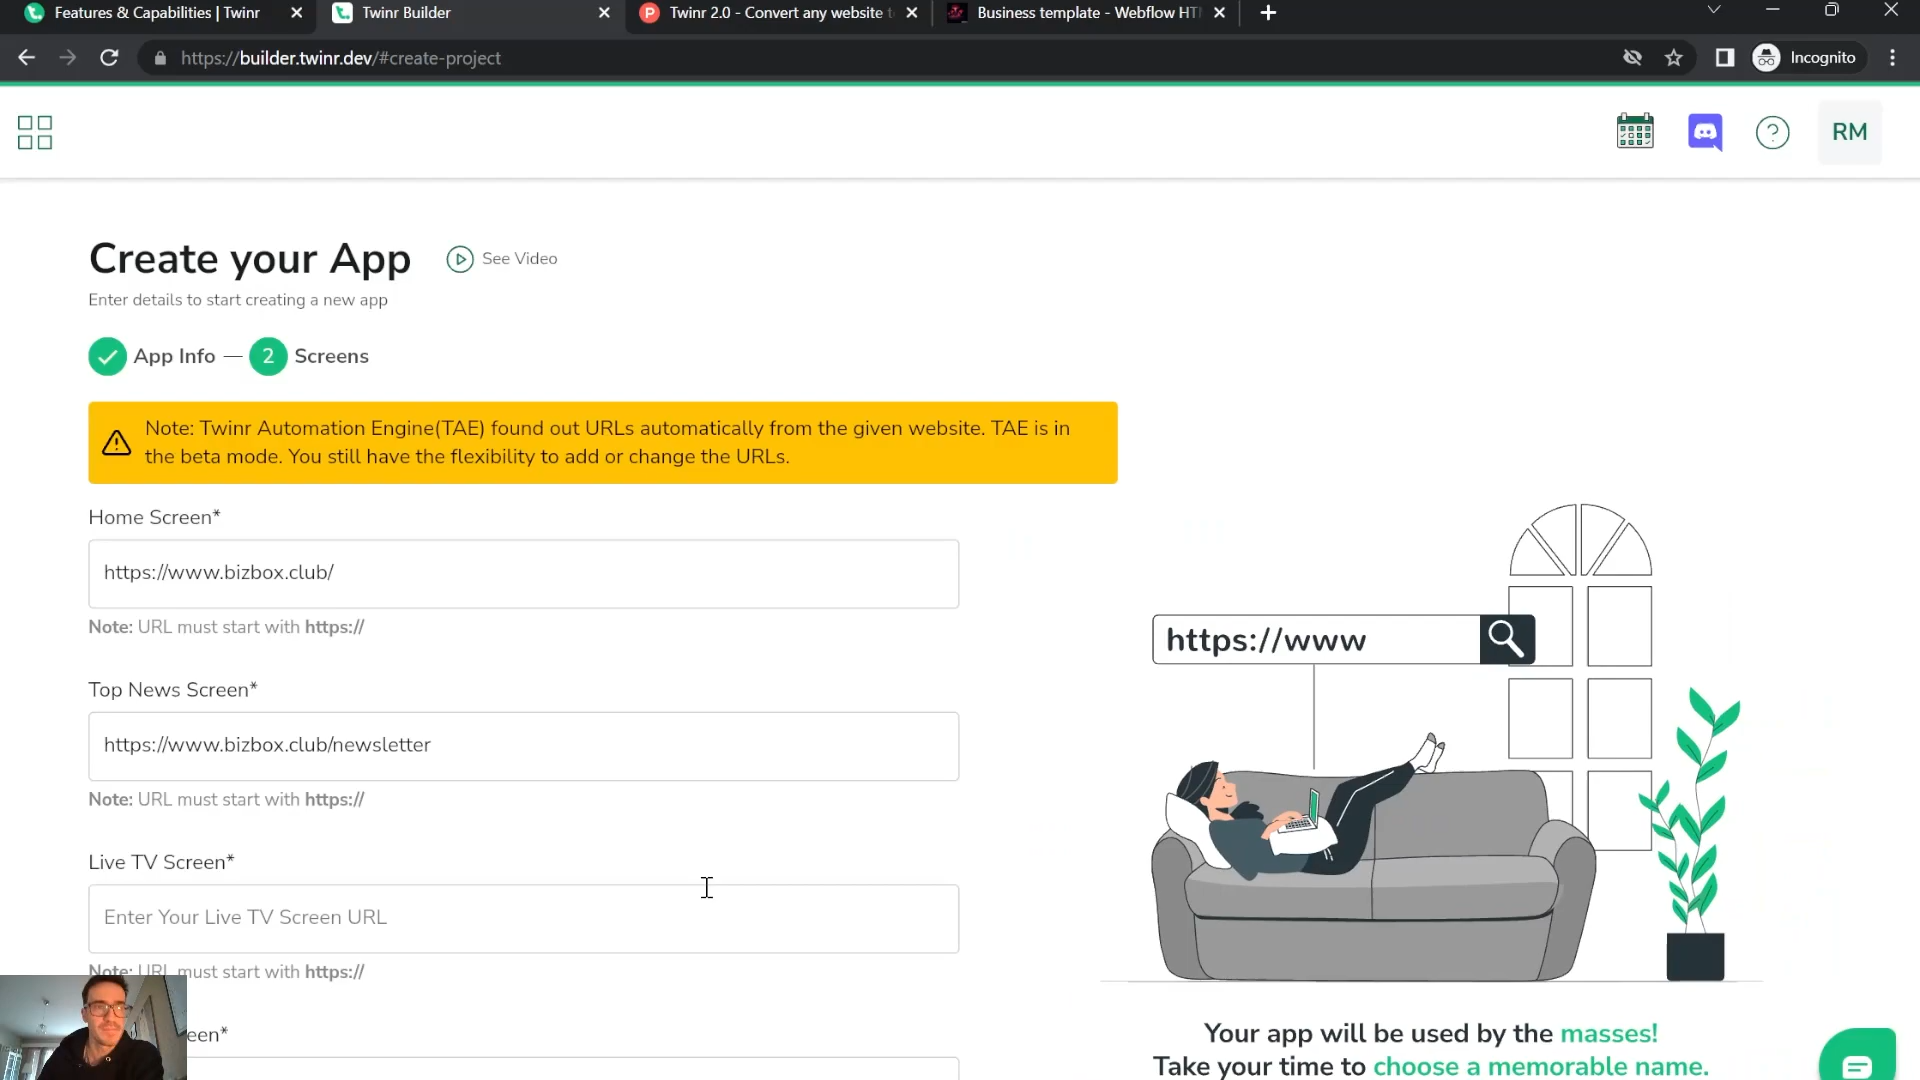 Features & Capabilities | Twinr
Twinr Builder
Twinr 2.0 - Convert any website t
Business template - Webflow HT
https://builder.twinr.dev/#create-project
Incognito
RM
Create your App
See Video
Enter details to start creating a new app
App Info
2
Screens
Note: Twinr Automation Engine(TAE) found out URLs automatically from the given website. TAE is in
the beta mode. You still have the flexibility to add or change the URLs.
Home Screen*
https://www.bizbox.club/
Note: URL must start with https://
Top News Screen*
https://www.bizbox.club/newsletter
Note: URL must start with https://
Live TV Screen*
Enter Your Live TV Screen URL
Note: URL must start with https://
een*
https://www
Your app will be used by the masses!
Take your time to choose a memorable name.